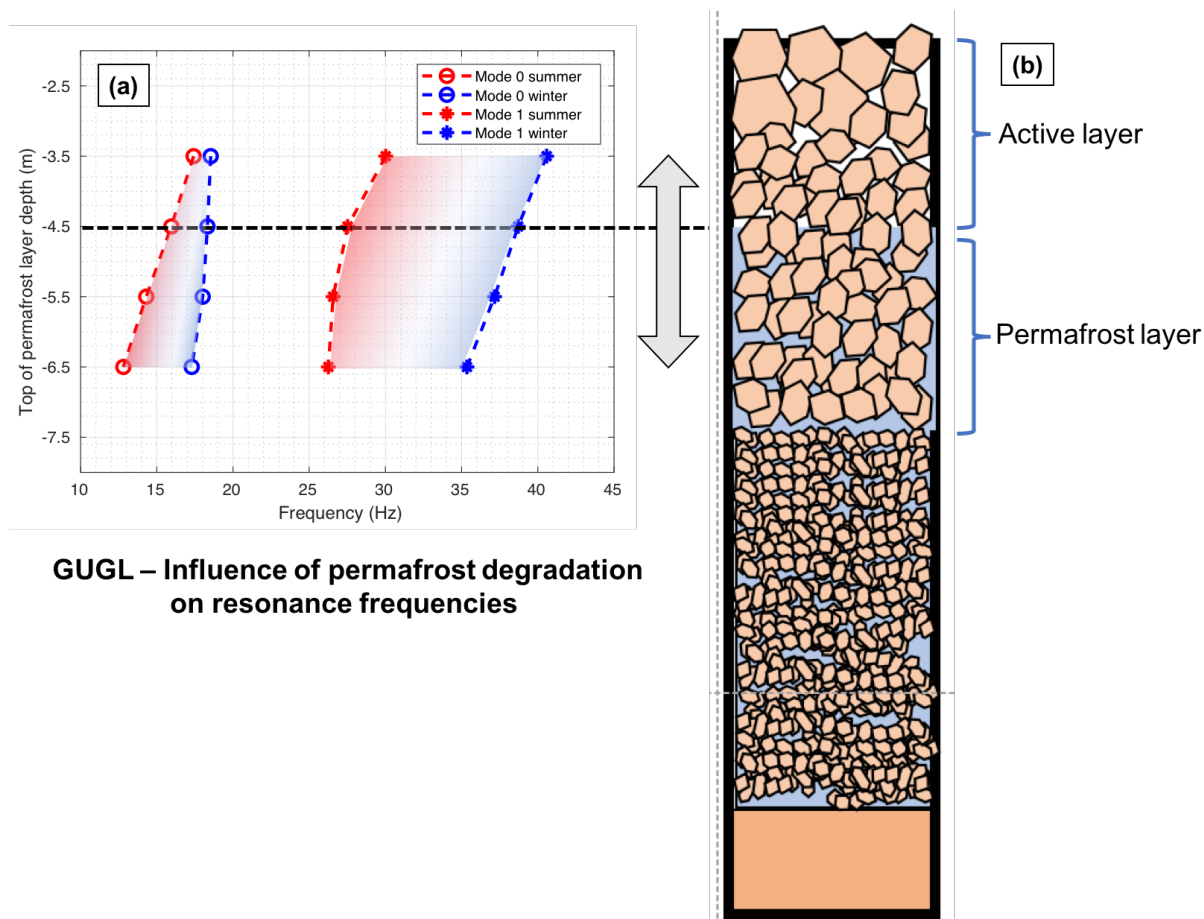 (a)
Mode 0 summer
Mode 0 winter
Mode 1 summer
Mode 1 winter
-2.5
-3.5
-4.5
-5.5
-6.5
-7.5
Top of permafrost layer depth (m)
10 15 20 25 30 35 40 45
Frequency (Hz)
GUGL – Influence of permafrost degradation
on resonance frequencies
(b)
Active layer
Permafrost layer